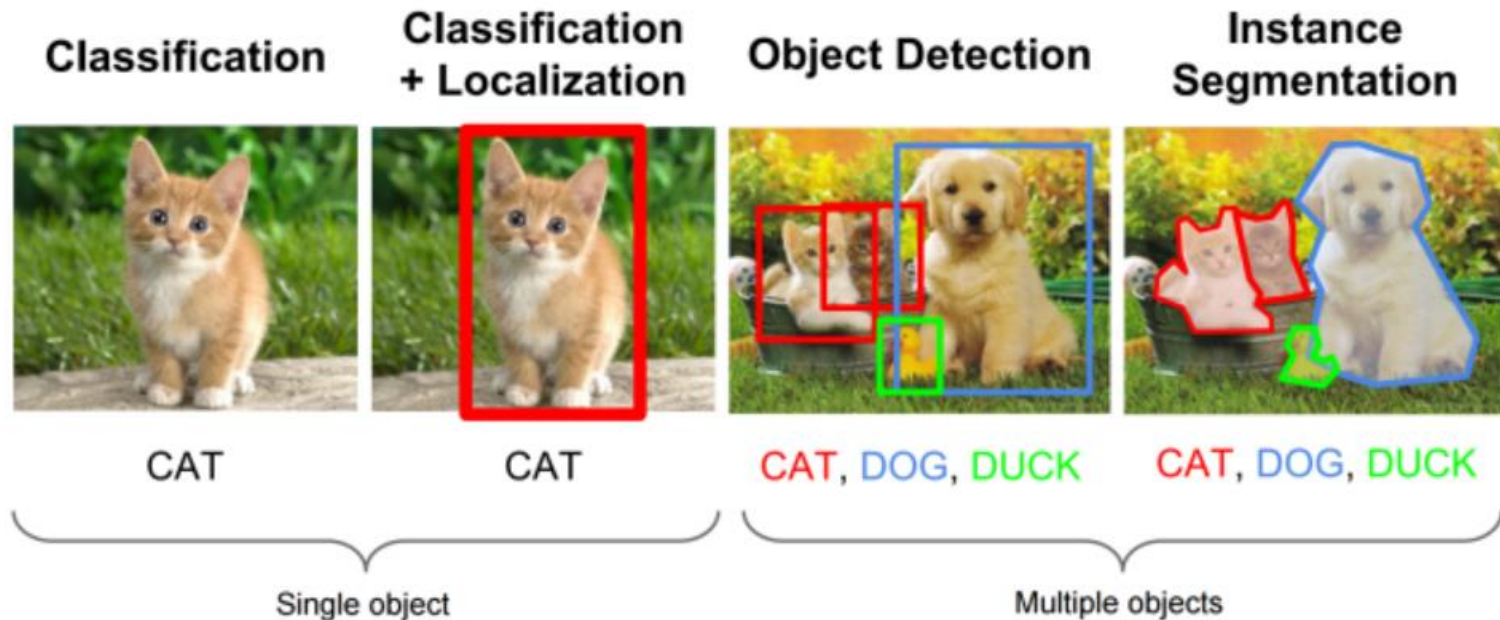 Classification
Classification
+ Localization
Object Detection
Instance
Segmentation
CAT
CAT
CAT, DOG, DUCK
CAT, DOG, DUCK
Single object
Multiple objects